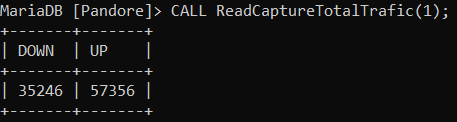 MariaDB [Pandore]> CALL ReadCaptureTotalTrafic(1);
+-------+-------+
| DOWN  | UP    |
+-------+-------+
| 35246 | 57356 |
+-------+-------+